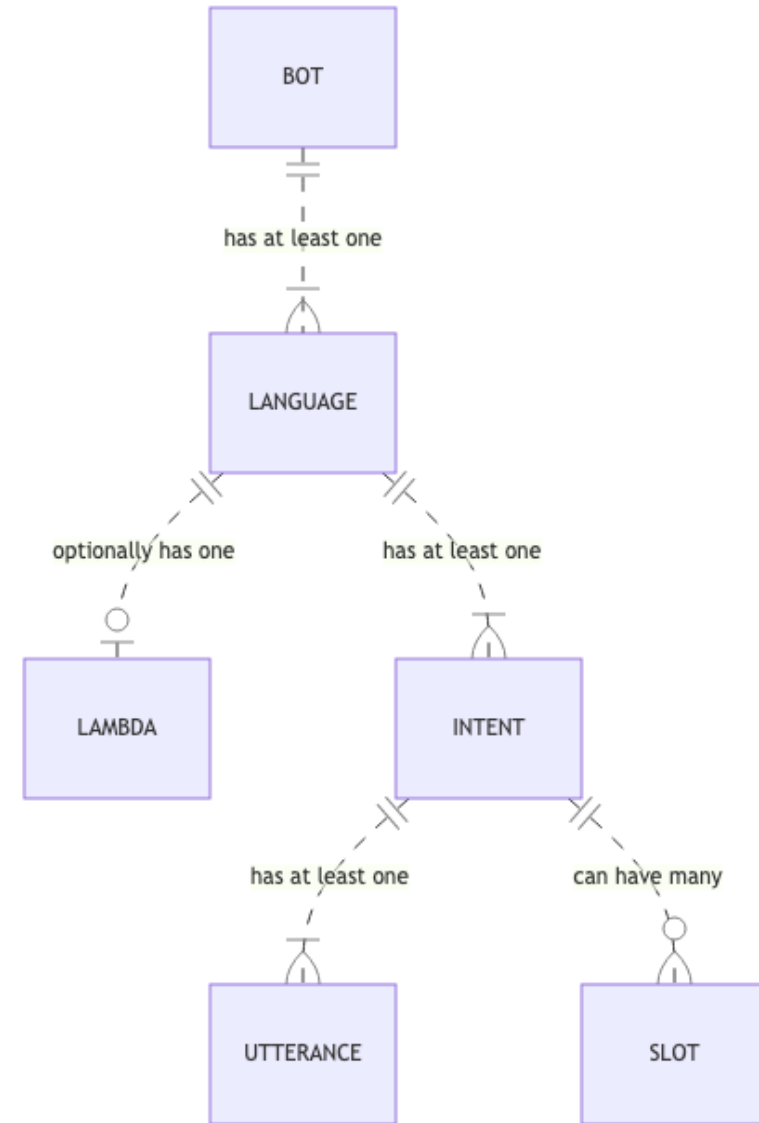 BOT
has at least one
LANGUAGE
optionally has one
has at least one
LAMBDA
INTENT
has at least one
can have many
UTTERANCE
SLOT